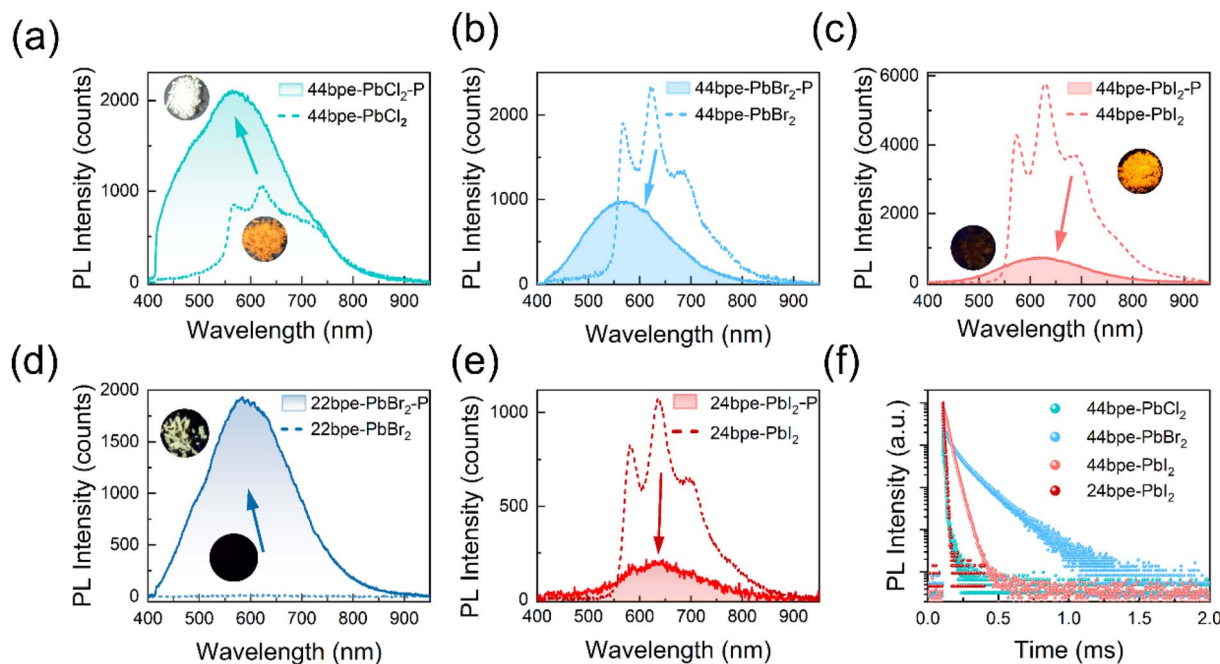 (a)
PL Intensity (counts)
2000
1000
0
44bpe-PbCl₂-P
44bpe-PbCl₂
400 500 600 700 800 900
Wavelength (nm)
(b)
PL Intensity (counts)
2000
1000
0
44bpe-PbBr₂-P
44bpe-PbBr₂
400 500 600 700 800 900
Wavelength (nm)
(c)
PL Intensity (counts)
6000
4000
2000
0
44bpe-PbI₂-P
44bpe-PbI₂
400 500 600 700 800 900
Wavelength (nm)
(d)
PL Intensity (counts)
2000
1500
1000
500
0
22bpe-PbBr₂-P
22bpe-PbBr₂
400 500 600 700 800 900
Wavelength (nm)
(e)
PL Intensity (counts)
1000
500
0
24bpe-PbI₂-P
24bpe-PbI₂
400 500 600 700 800 900
Wavelength (nm)
(f)
PL Intensity (a.u.)
44bpe-PbCl₂
44bpe-PbBr₂
44bpe-PbI₂
24bpe-PbI₂
0.0 0.5 1.0 1.5 2.0
Time (ms)